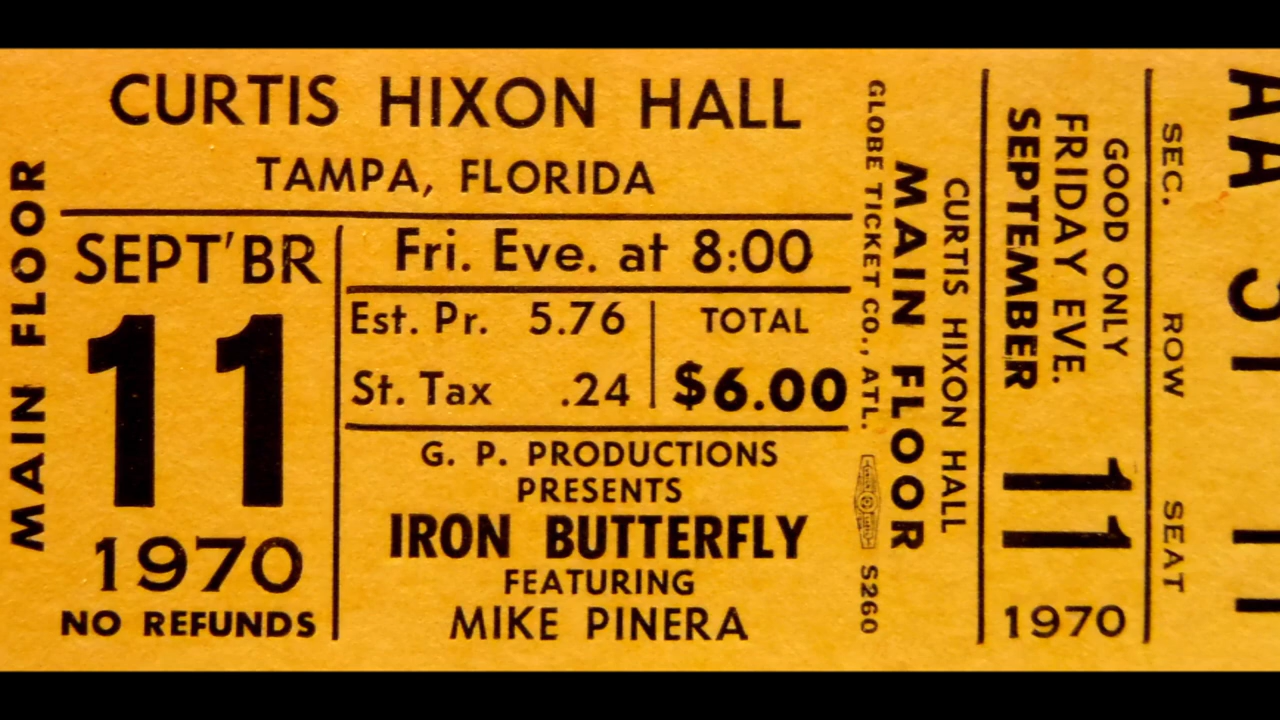 MAIN FLOOR
CURTIS HIXON HALL
TAMPA, FLORIDA
SEPT'BR
11
1970
NO REFUNDS
Fri. Eve. at 8:00
Est. Pr. 5.76
St. Tax .24
TOTAL
$6.00
G. P. PRODUCTIONS
PRESENTS
IRON BUTTERFLY
FEATURING
MIKE PINERA
GLOBE TICKET CO., ATL. S260
MAIN FLOOR
CURTIS HIXON HALL
SEPTEMBER 11 1970
FRIDAY EVE.
GOOD ONLY
SEC. ROW SEAT
AA